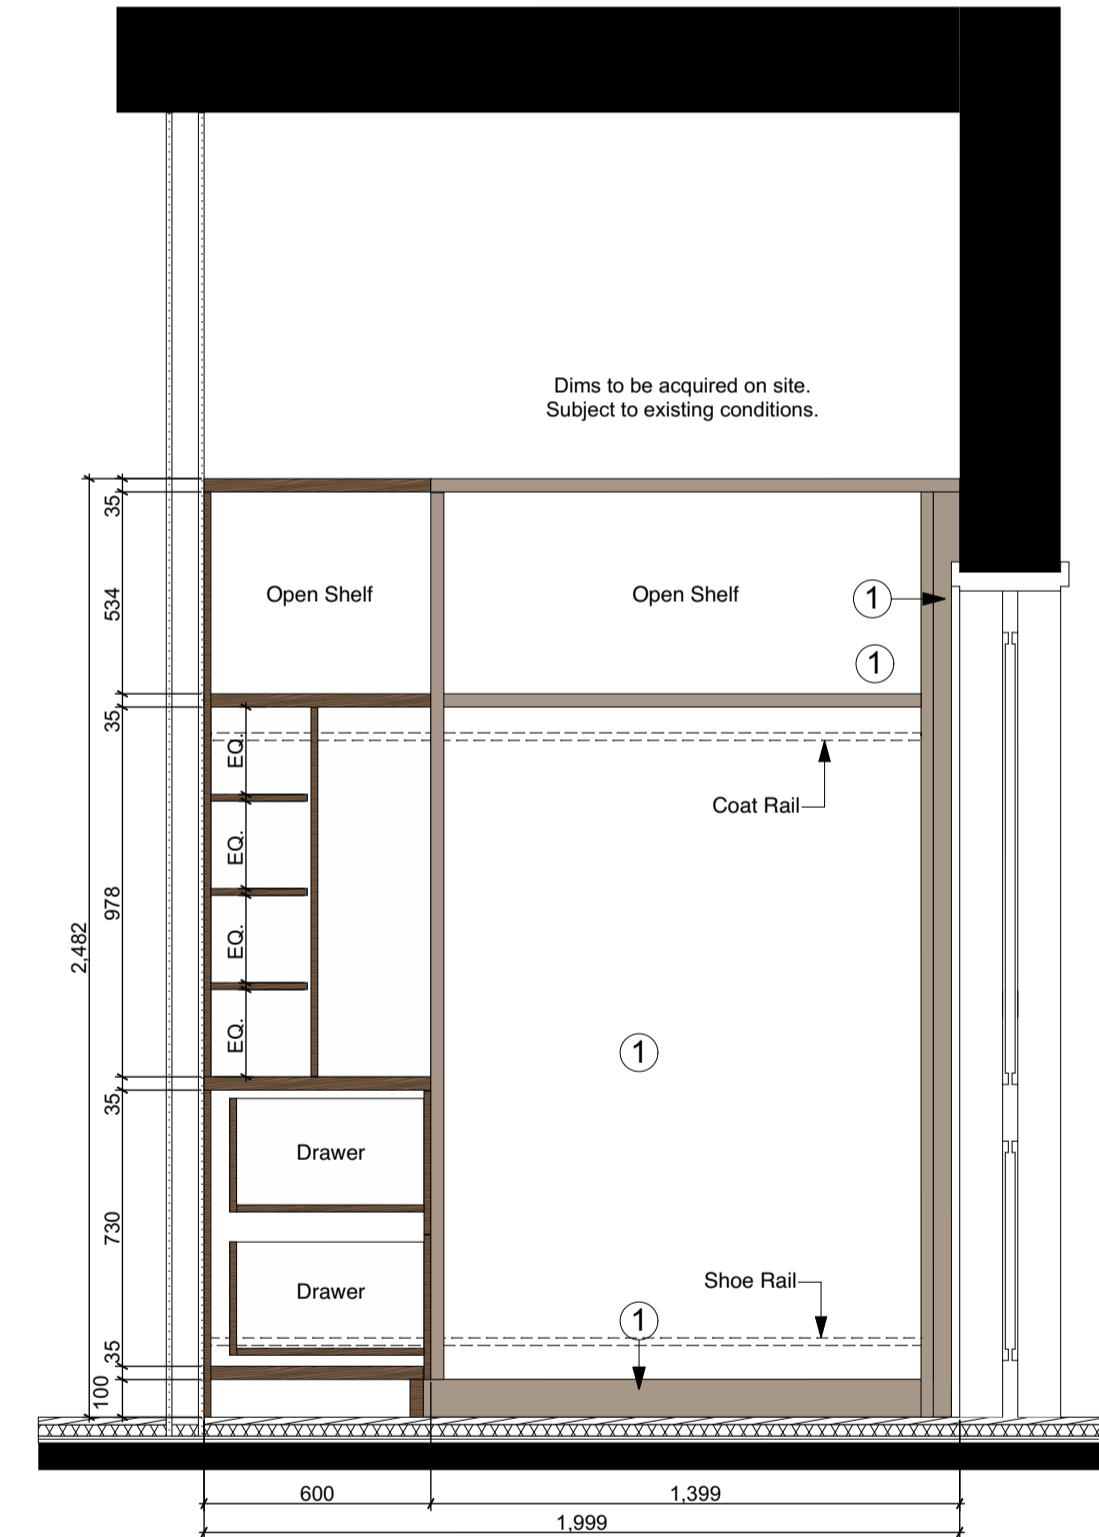 Dims to be acquired on site.
Subject to existing conditions.
35
534
35
978
2,482
35
730
35
100
Open Shelf
Open Shelf
1
1
EQ.
EQ.
EQ.
EQ.
Coat Rail
1
Drawer
Drawer
Shoe Rail
1
600
1,399
1,999